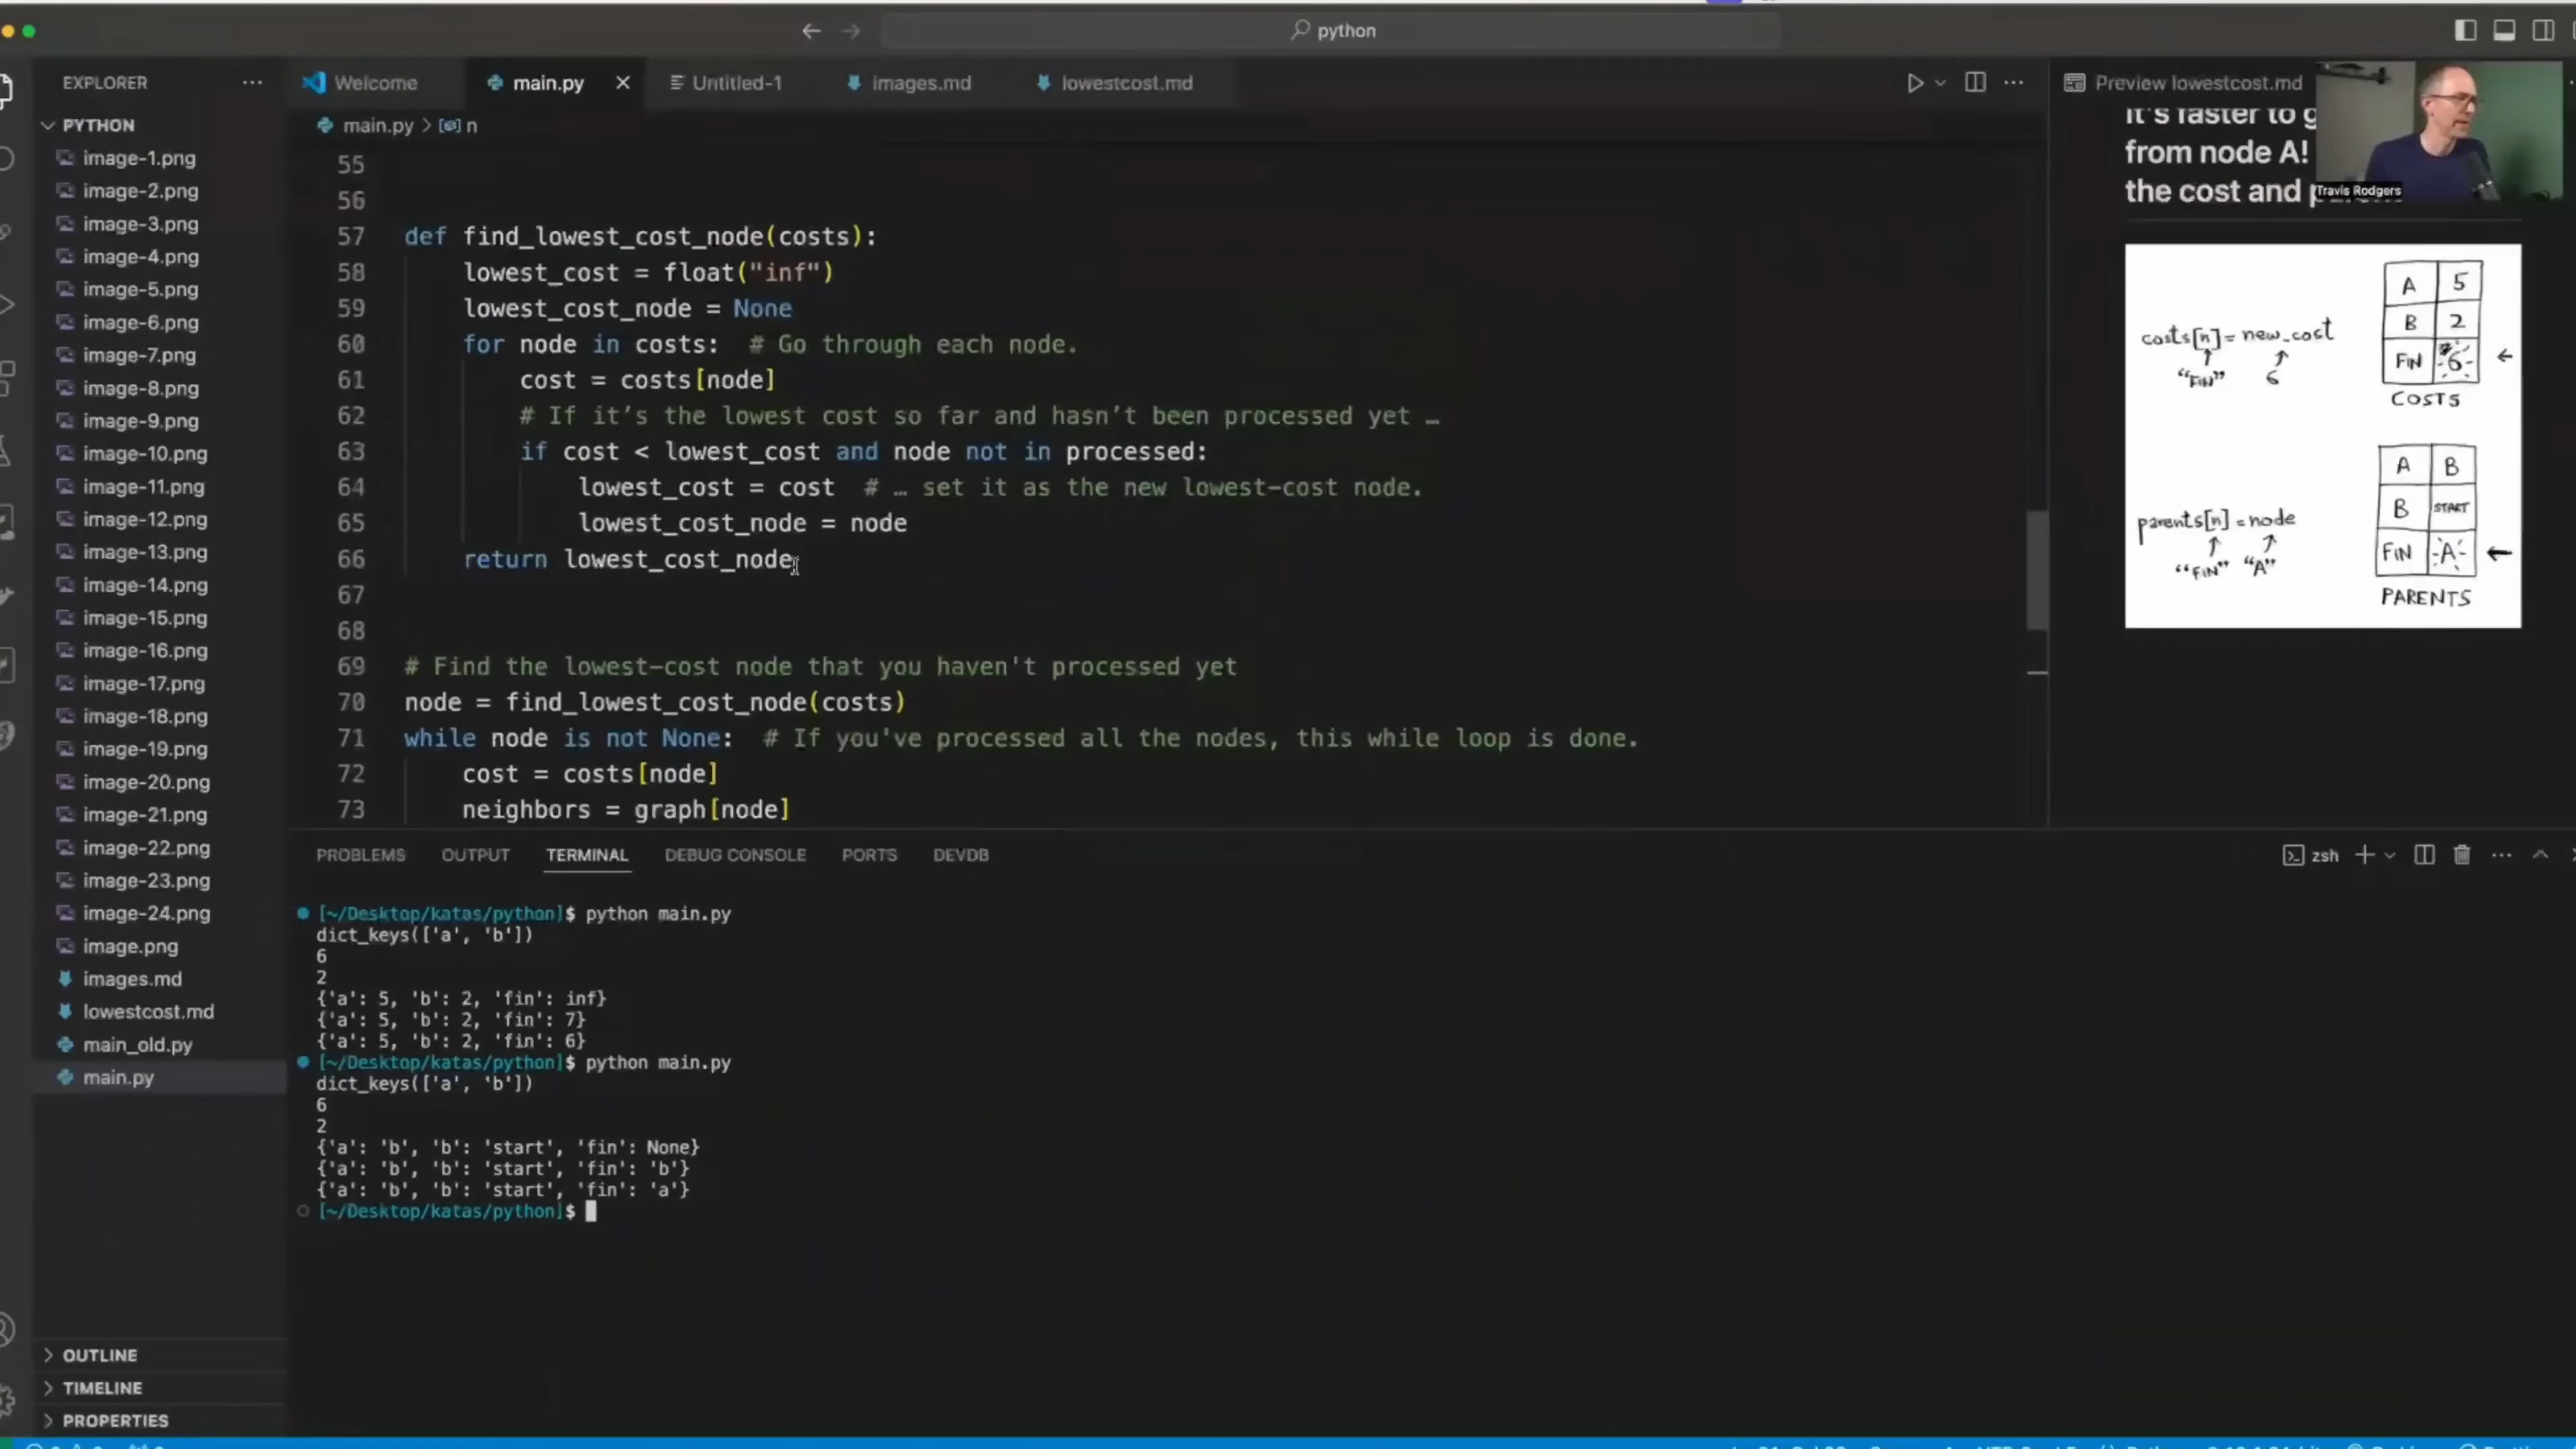 python
EXPLORER
Welcome
main.py
Untitled-1
images.md
lowestcost.md
Preview lowestcost.md
main.py > n
PYTHON
image-1.png
image-2.png
image-3.png
image-4.png
image-5.png
image-6.png
image-7.png
image-8.png
image-9.png
image-10.png
image-11.png
image-12.png
image-13.png
image-14.png
image-15.png
image-16.png
image-17.png
image-18.png
image-19.png
image-20.png
image-21.png
image-22.png
image-23.png
image-24.png
image.png
images.md
lowestcost.md
main_old.py
main.py
OUTLINE
TIMELINE
PROPERTIES
55
56
57 def find_lowest_cost_node(costs):
58 lowest_cost = float("inf")
59 lowest_cost_node = None
60 for node in costs: # Go through each node.
61 cost = costs[node]
62 # If it’s the lowest cost so far and hasn’t been processed yet …
63 if cost < lowest_cost and node not in processed:
64 lowest_cost = cost # … set it as the new lowest-cost node.
65 lowest_cost_node = node
66 return lowest_cost_node
67
68
69 # Find the lowest-cost node that you haven't processed yet
70 node = find_lowest_cost_node(costs)
71 while node is not None: # If you've processed all the nodes, this while loop is done.
72 cost = costs[node]
73 neighbors = graph[node]
It's faster to g
from node A!
the cost and
Travis Rodgers
costs[n] = new_cost
"FIN" 6
A 5
B 2
FIN 6
COSTS
parents[n] = node
"FIN" "A"
A B
B START
FIN A
PARENTS
PROBLEMS OUTPUT TERMINAL DEBUG CONSOLE PORTS DEVDB
zsh
[~/Desktop/katas/python]$ python main.py
dict_keys(['a', 'b'])
6
2
{'a': 5, 'b': 2, 'fin': inf}
{'a': 5, 'b': 2, 'fin': 7}
{'a': 5, 'b': 2, 'fin': 6}
[~/Desktop/katas/python]$ python main.py
dict_keys(['a', 'b'])
6
2
{'a': 'b', 'b': 'start', 'fin': None}
{'a': 'b', 'b': 'start', 'fin': 'b'}
{'a': 'b', 'b': 'start', 'fin': 'a'}
[~/Desktop/katas/python]$